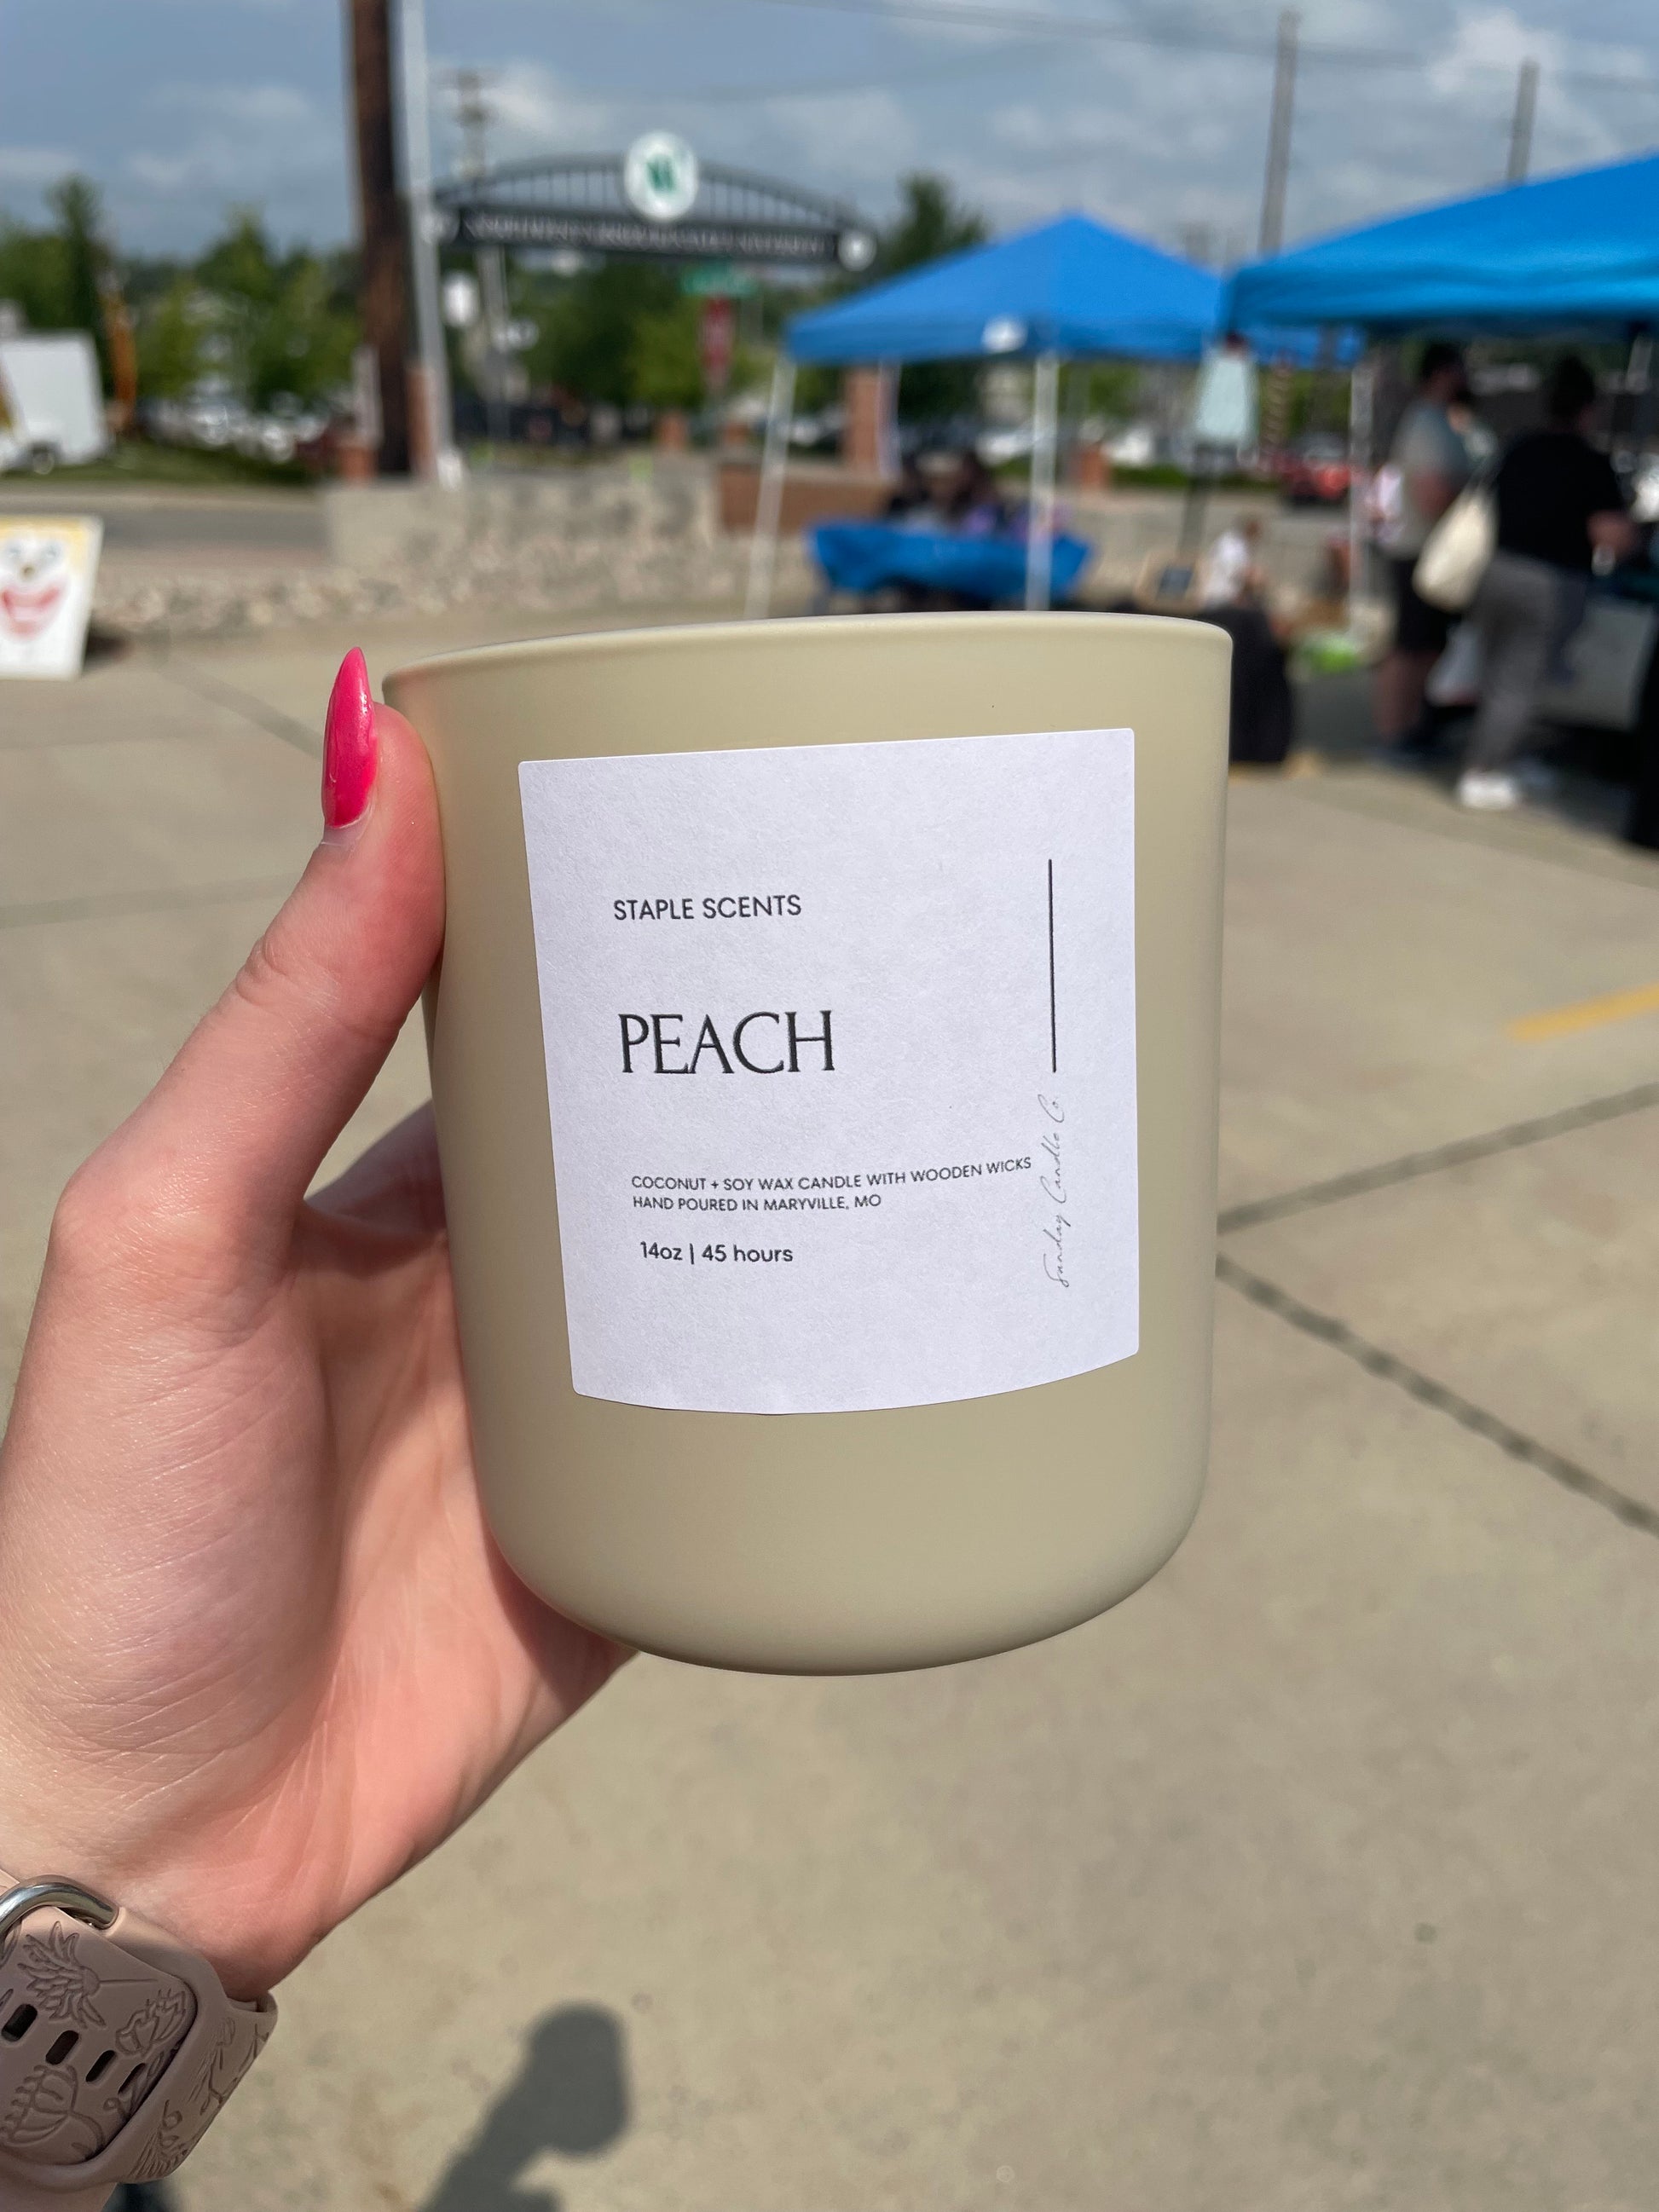 STAPLE SCENTS
PEACH
COCONUT + SOY WAX CANDLE WITH WOODEN WICKS
HAND POURED IN MARYVILLE, MO
14oz | 45 hours
Sunday Candle Co.